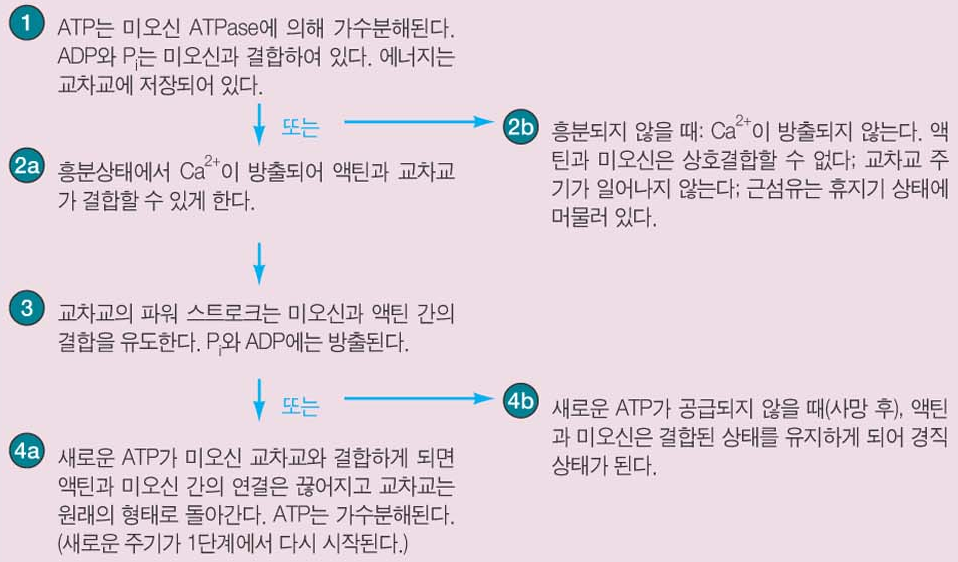 1 ATP는 미오신 ATPase에 의해 가수분해된다.
ADP와 Pi는 미오신과 결합하여 있다. 에너지는
교차교에 저장되어 있다.
또는
2b 흥분되지 않을 때: Ca2+이 방출되지 않는다. 액
틴과 미오신은 상호결합할 수 없다; 교차교 주
기가 일어나지 않는다; 근섬유는 휴지기 상태에
머물러 있다.
2a 흥분상태에서 Ca2+이 방출되어 액틴과 교차교
가 결합할 수 있게 한다.
3 교차교의 파워 스트로크는 미오신과 액틴 간의
결합을 유도한다. Pi와 ADP에는 방출된다.
또는
4b 새로운 ATP가 공급되지 않을 때(사망 후), 액틴
과 미오신은 결합된 상태를 유지하게 되어 경직
상태가 된다.
4a 새로운 ATP가 미오신 교차교와 결합하게 되면
액틴과 미오신 간의 연결은 끊어지고 교차교는
원래의 형태로 돌아간다. ATP는 가수분해된다.
(새로운 주기가 1단계에서 다시 시작된다.)